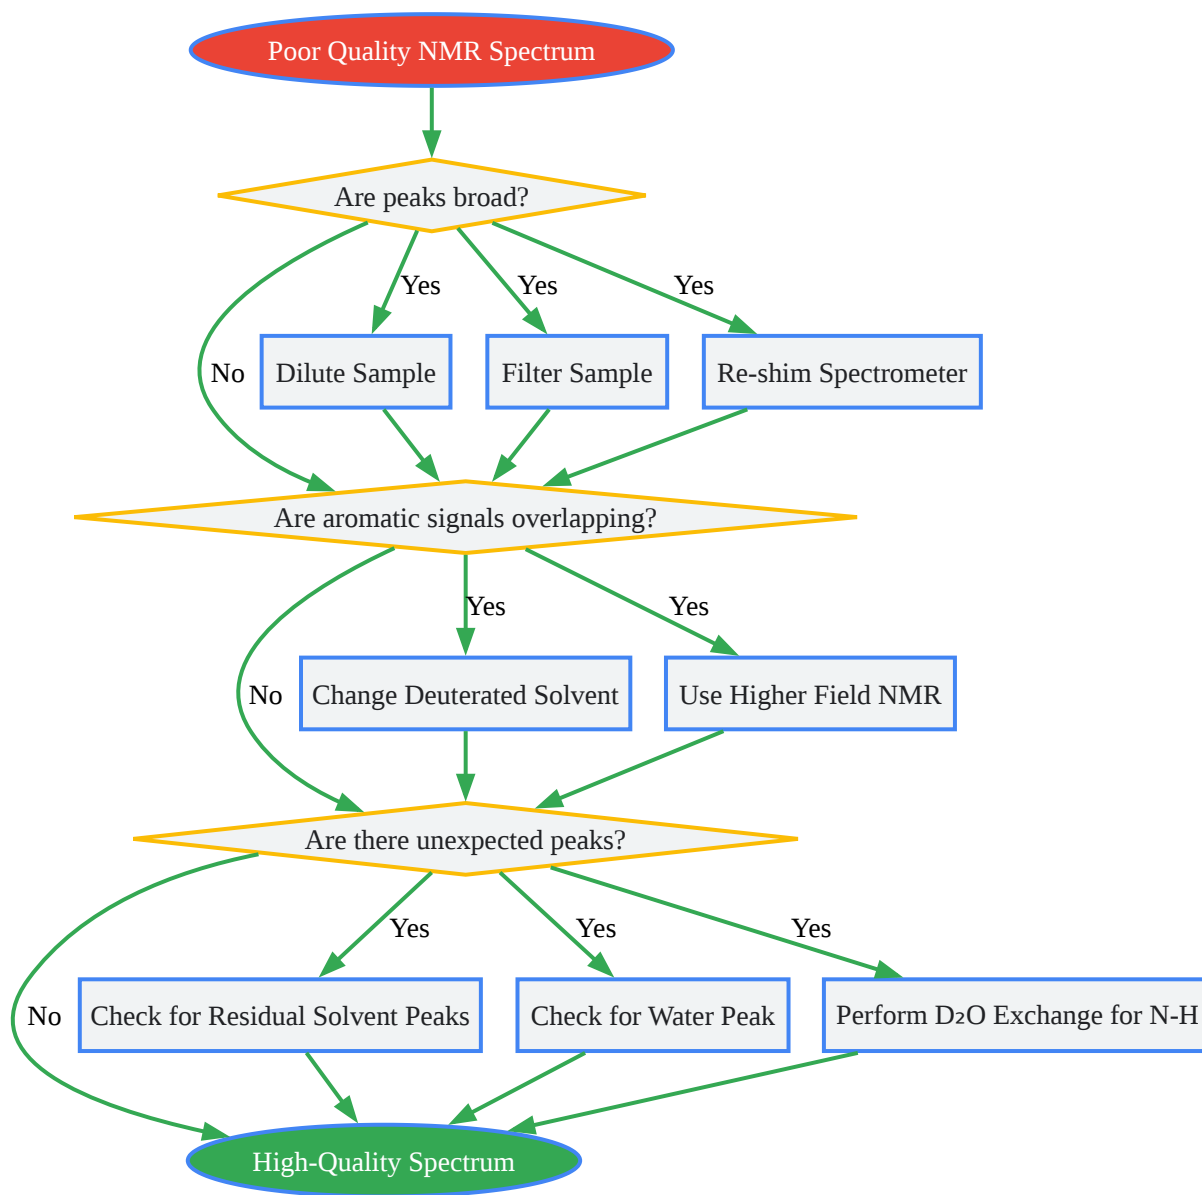 Poor Quality NMR Spectrum
Are peaks broad?
Yes
Yes
Yes
No
Dilute Sample
Filter Sample
Re-shim Spectrometer
Are aromatic signals overlapping?
Yes
Yes
No
Change Deuterated Solvent
Use Higher Field NMR
Are there unexpected peaks?
Yes
Yes
Yes
No
Check for Residual Solvent Peaks
Check for Water Peak
Perform D₂O Exchange for N-H
High-Quality Spectrum